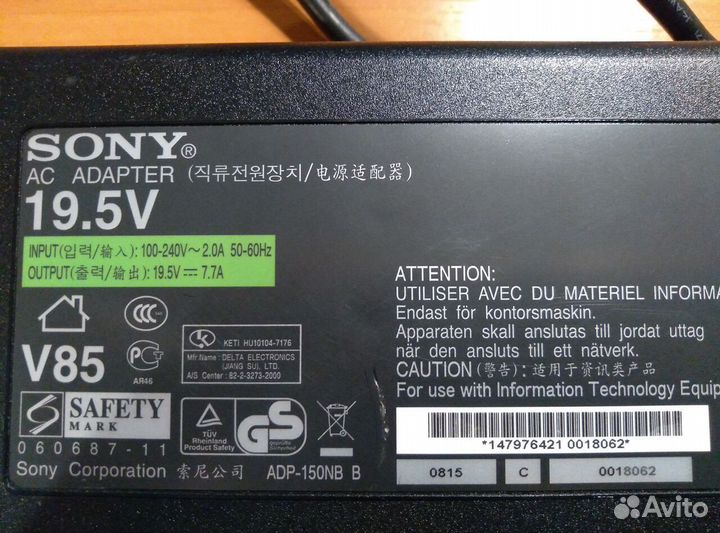 SONY®
AC ADAPTER (직류전원장치/电源适配器)
19.5V
INPUT(입력/输入): 100-240V～2.0A 50-60Hz
OUTPUT(출력/输出): 19.5V ⎓ 7.7A
V85
AR46
KETI HU10104-7176
Mfr Name : DELTA ELECTRONICS
(JIANG SU). LTD.
A/S Center : 82-2-3273-2000
S
SAFETY
MARK
060687-11
TÜV
Rheinland
Product Safety
GS
Sony Corporation 索尼公司 ADP-150NB B
ATTENTION:
UTILISER AVEC DU MATERIEL INFORMA
Endast för kontorsmaskin.
Apparaten skall anslutas till jordat uttag
när den ansluts till ett nätverk.
CAUTION (警告): 适用于资讯类产品
For use with Information Technology Equip
*147976421 0018062*
0815 C 0018062
Avito